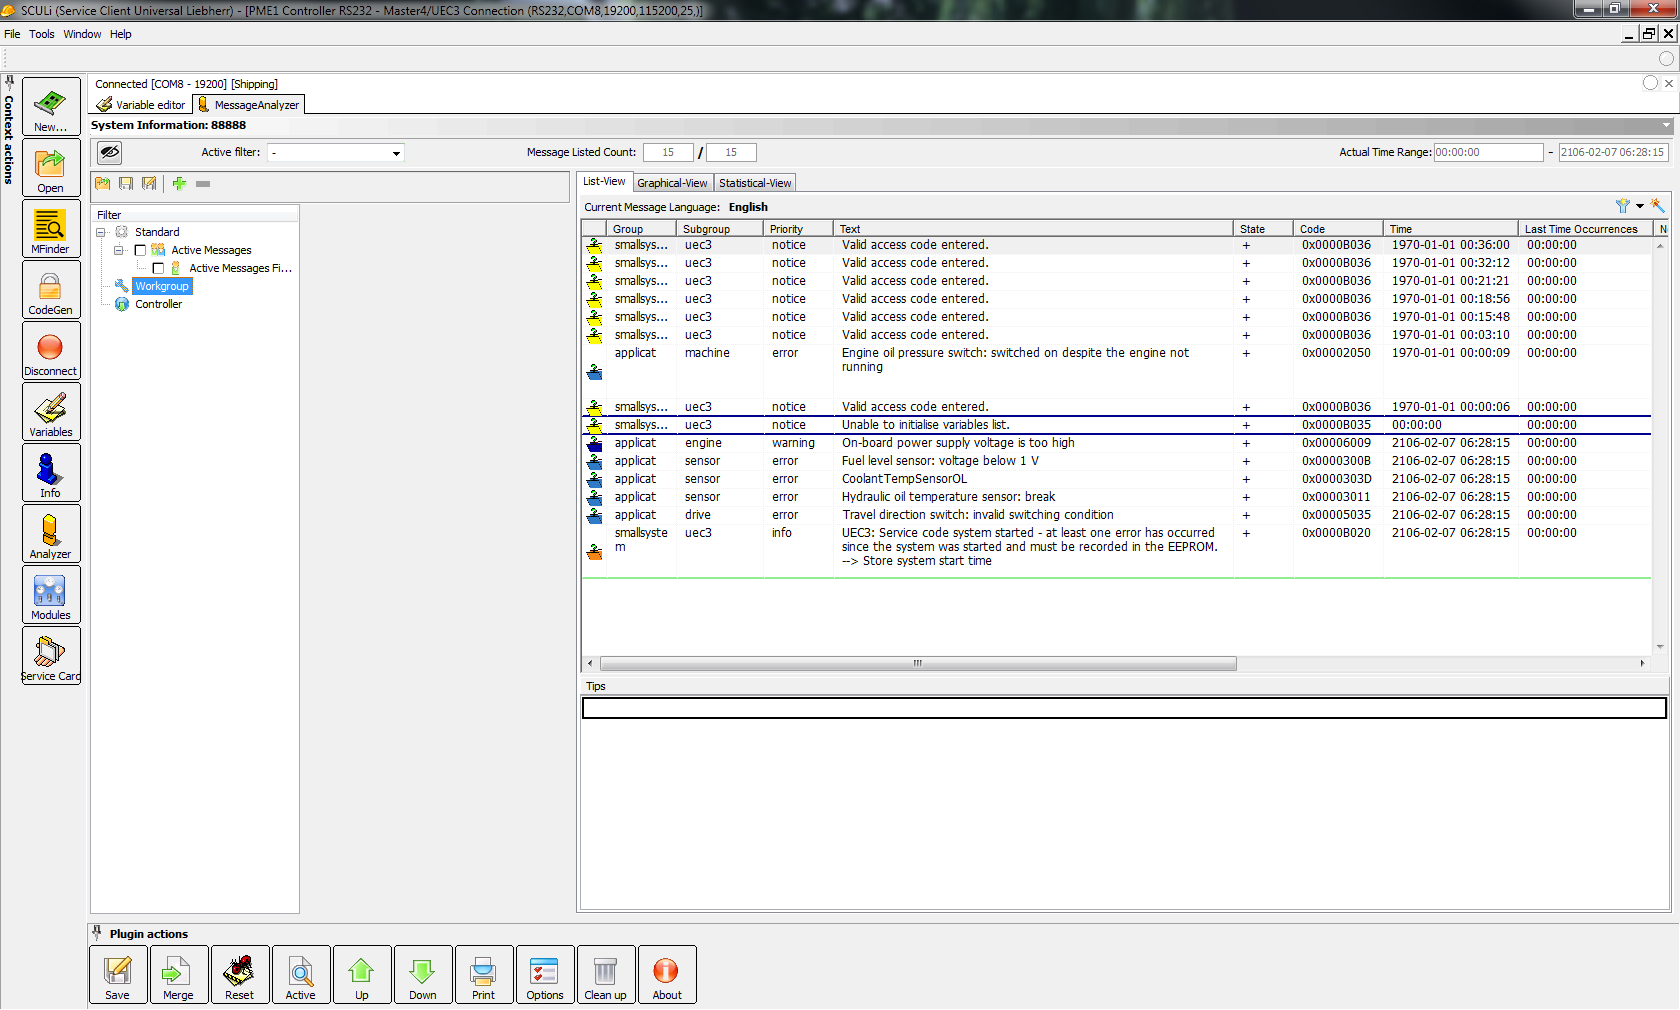 SCULi (Service Client Universal Liebherr) - [PME1 Controller RS232 - Master4/UEC3 Connection (RS232,COM8,19200,115200,25,)]
File Tools Window Help
Context actions
New...
Open
MFinder
CodeGen
Disconnect
Variables
Info
Analyzer
Modules
Service Card
Connected [COM8 - 19200] [Shipping]
Variable editor MessageAnalyzer
System Information: 88888
Active filter: - Message Listed Count: 15 / 15 Actual Time Range: 00:00:00 - 2106-02-07 06:28:15
Filter
Standard
Active Messages
Active Messages Fi...
Workgroup
Controller
List-View Graphical-View Statistical-View
Current Message Language: English
Group Subgroup Priority Text State Code Time Last Time Occurrences N
smallsys... uec3 notice Valid access code entered. + 0x0000B036 1970-01-01 00:36:00 00:00:00
smallsys... uec3 notice Valid access code entered. + 0x0000B036 1970-01-01 00:32:12 00:00:00
smallsys... uec3 notice Valid access code entered. + 0x0000B036 1970-01-01 00:21:21 00:00:00
smallsys... uec3 notice Valid access code entered. + 0x0000B036 1970-01-01 00:18:56 00:00:00
smallsys... uec3 notice Valid access code entered. + 0x0000B036 1970-01-01 00:15:48 00:00:00
smallsys... uec3 notice Valid access code entered. + 0x0000B036 1970-01-01 00:03:10 00:00:00
applicat machine error Engine oil pressure switch: switched on despite the engine not + 0x00002050 1970-01-01 00:00:09 00:00:00
running
smallsys... uec3 notice Valid access code entered. + 0x0000B036 1970-01-01 00:00:06 00:00:00
smallsys... uec3 notice Unable to initialise variables list. + 0x0000B035 00:00:00 00:00:00
applicat engine warning On-board power supply voltage is too high + 0x00006009 2106-02-07 06:28:15 00:00:00
applicat sensor error Fuel level sensor: voltage below 1 V + 0x0000300B 2106-02-07 06:28:15 00:00:00
applicat sensor error CoolantTempSensorOL + 0x0000303D 2106-02-07 06:28:15 00:00:00
applicat sensor error Hydraulic oil temperature sensor: break + 0x00003011 2106-02-07 06:28:15 00:00:00
applicat drive error Travel direction switch: invalid switching condition + 0x00005035 2106-02-07 06:28:15 00:00:00
smallsyste uec3 info UEC3: Service code system started - at least one error has occurred + 0x0000B020 2106-02-07 06:28:15 00:00:00
m since the system was started and must be recorded in the EEPROM.
--> Store system start time
Tips
Plugin actions
Save Merge Reset Active Up Down Print Options Clean up About